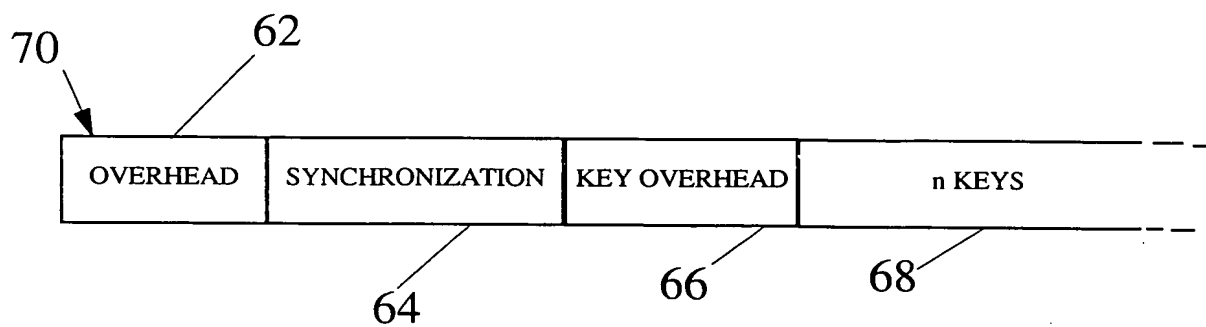 62
70
OVERHEAD
SYNCHRONIZATION
KEY OVERHEAD
n KEYS
64
66
68